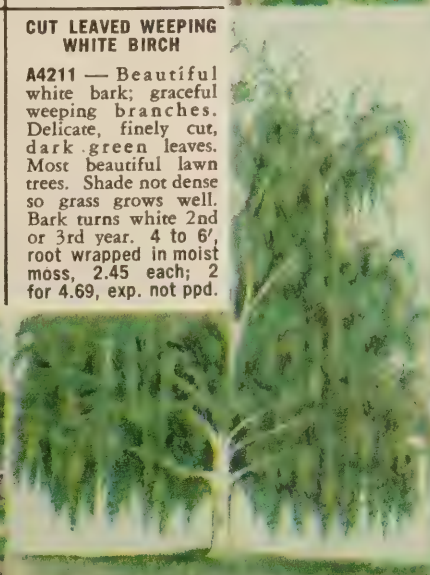 CUT LEAVED WEEPING
WHITE BIRCH
A4211 — Beautiful
white bark; graceful
weeping branches.
Delicate, finely cut,
dark green leaves.
Most beautiful lawn
trees. Shade not dense
so grass grows well.
Bark turns white 2nd
or 3rd year. 4 to 6′,
root wrapped in moist
moss, 2.45 each; 2
for 4.69, exp. not ppd.